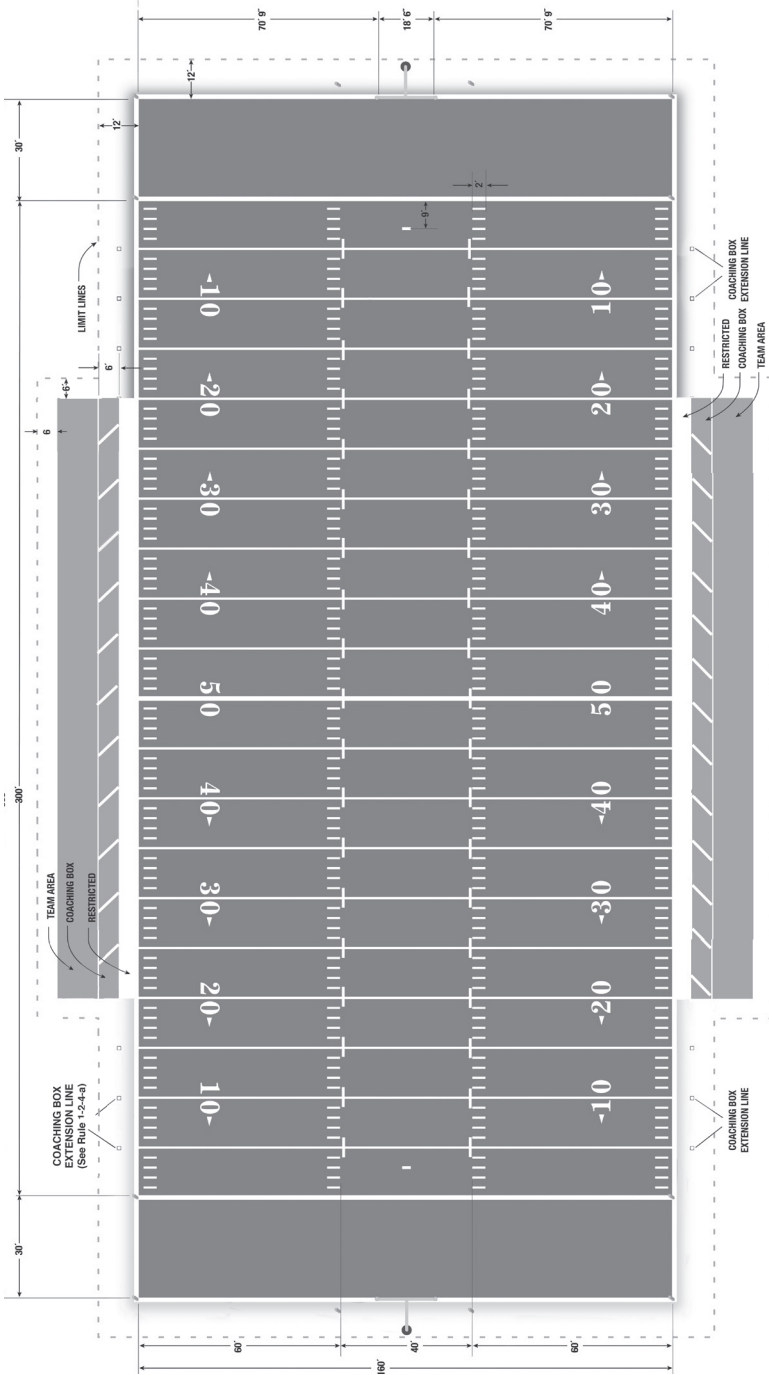 70´ 9˝
18´ 6˝
70´ 9˝
12´
12´
30´
2´
9´
LIMIT LINES
COACHING BOX
EXTENSION LINE
10
10
6´
6´
6
RESTRICTED
COACHING BOX
TEAM AREA
20
20
30
30
40
40
50
50
300´
40
40
30
30
TEAM AREA
COACHING BOX
RESTRICTED
20
20
10
10
COACHING BOX
EXTENSION LINE
(See Rule 1-2-4-a)
COACHING BOX
EXTENSION LINE
30´
60´
40´
60´
160´